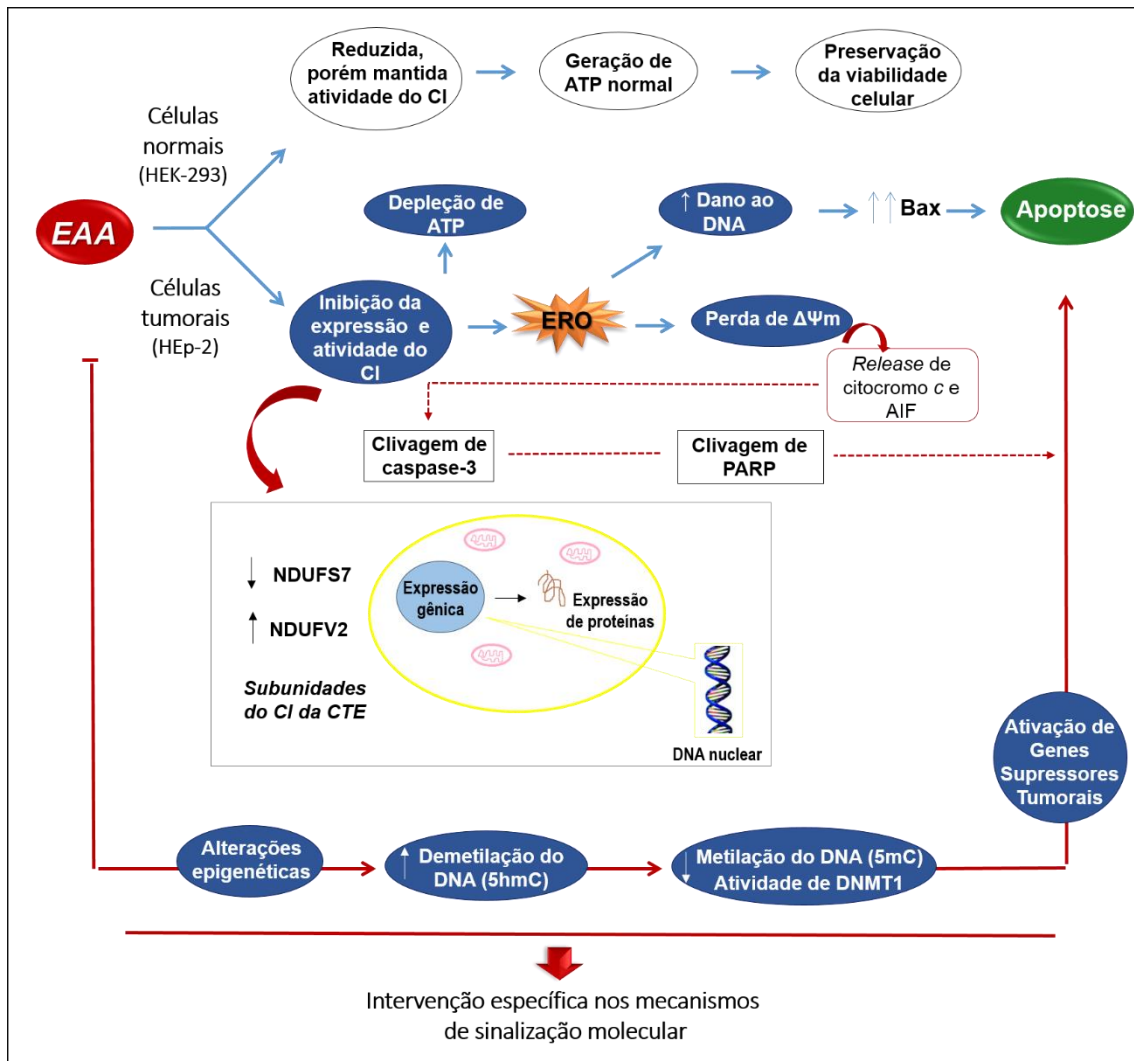 Reduzida,
porém mantida
atividade do CI
Geração de
ATP normal
Preservação
da viabilidade
celular
Células
normais
(HEK-293)
EAA
Células
tumorais
(HEp-2)
Depleção de
ATP
↑ Dano ao
DNA
↑↑ Bax
Apoptose
Inibição da
expressão e
atividade do
CI
ERO
Perda de ΔΨm
Release de
citocromo c e
AIF
Clivagem de
caspase-3
Clivagem de
PARP
↓ NDUFS7
↑ NDUFV2
Subunidades
do CI da CTE
Expressão
gênica
Expressão
de proteínas
DNA nuclear
Ativação de
Genes
Supressores
Tumorais
Alterações
epigenéticas
↑ Demetilação do
DNA (5hmC)
↓ Metilação do DNA (5mC)
Atividade de DNMT1
Intervenção específica nos mecanismos
de sinalização molecular